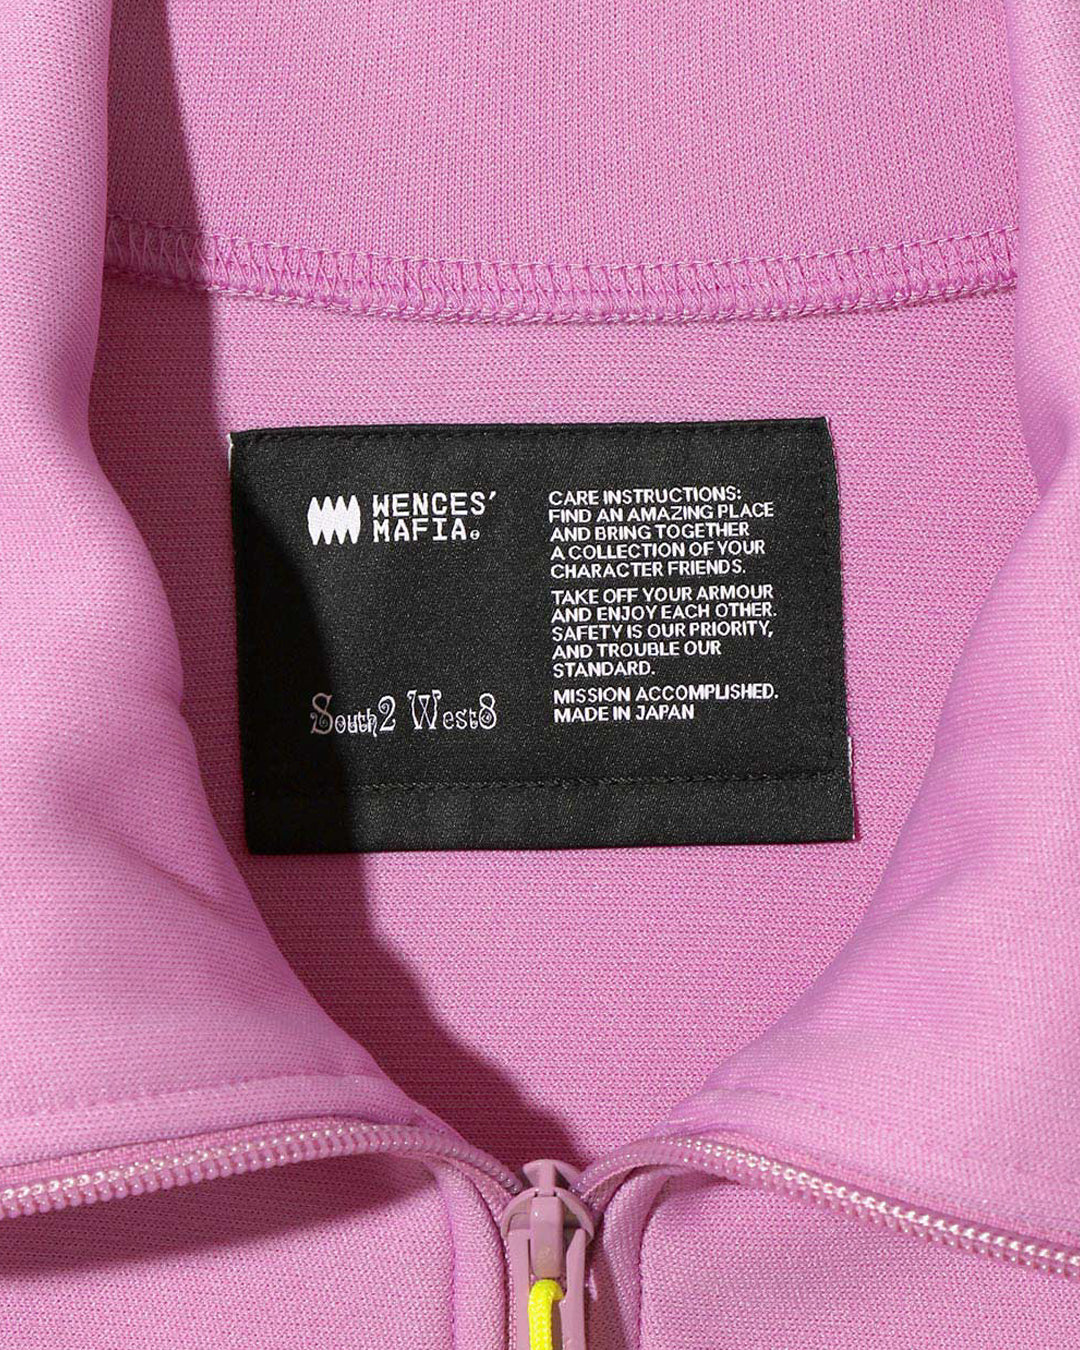 WENCES'
MAFIA
South2 West8
CARE INSTRUCTIONS:
FIND AN AMAZING PLACE
AND BRING TOGETHER
A COLLECTION OF YOUR
CHARACTER FRIENDS.
TAKE OFF YOUR ARMOUR
AND ENJOY EACH OTHER.
SAFETY IS OUR PRIORITY,
AND TROUBLE OUR
STANDARD.
MISSION ACCOMPLISHED.
MADE IN JAPAN